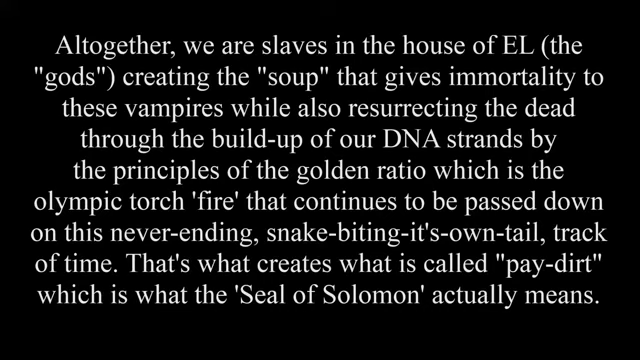 Altogether, we are slaves in the house of EL (the
"gods") creating the "soup" that gives immortality to
these vampires while also resurrecting the dead
through the build-up of our DNA strands by
the principles of the golden ratio which is the
olympic torch 'fire' that continues to be passed down
on this never-ending, snake-biting-it's-own-tail, track
of time. That's what creates what is called "pay-dirt"
which is what the 'Seal of Solomon' actually means.